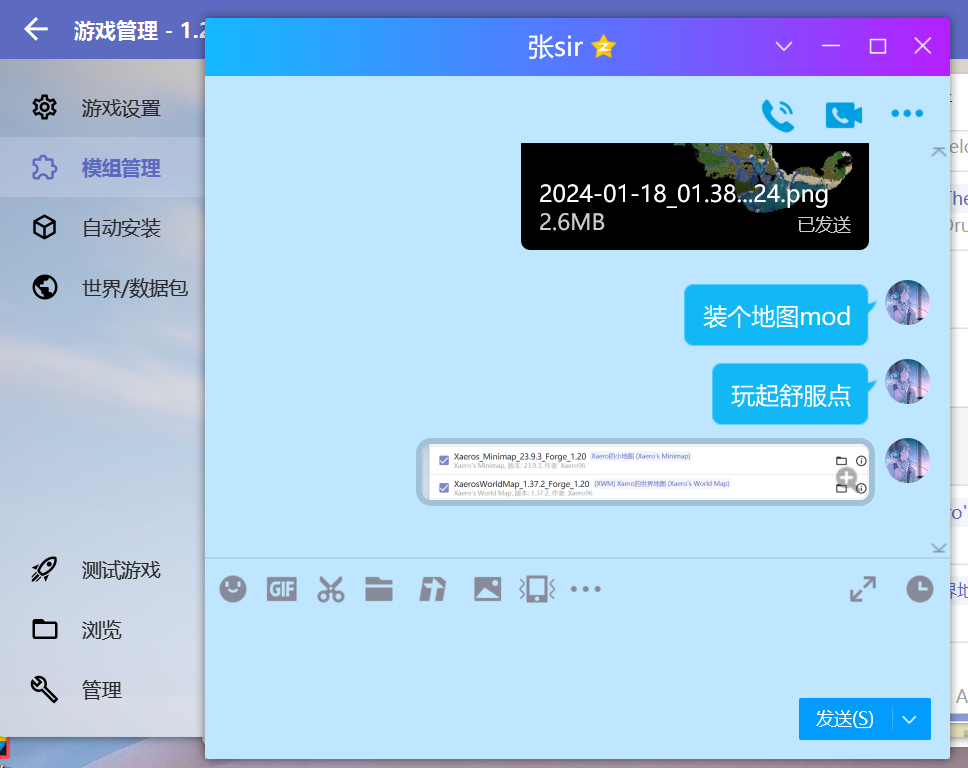 游戏管理 - 1.2
张sir
游戏设置
模组管理
自动安装
世界/数据包
测试游戏
浏览
管理
2024-01-18_01.38...24.png
2.6MB
已发送
装个地图mod
玩起舒服点
Xaeros_Minimap_23.9.3_Forge_1.20 Xaero的小地图 (Xaero's Minimap)
Xaero's Minimap, 版本: 23.9.3, 作者: Xaero96
XaerosWorldMap_1.37.2_Forge_1.20 [XWM] Xaero的世界地图 (Xaero's World Map)
Xaero's World Map, 版本: 1.37.2, 作者: Xaero96
GIF
发送(S)